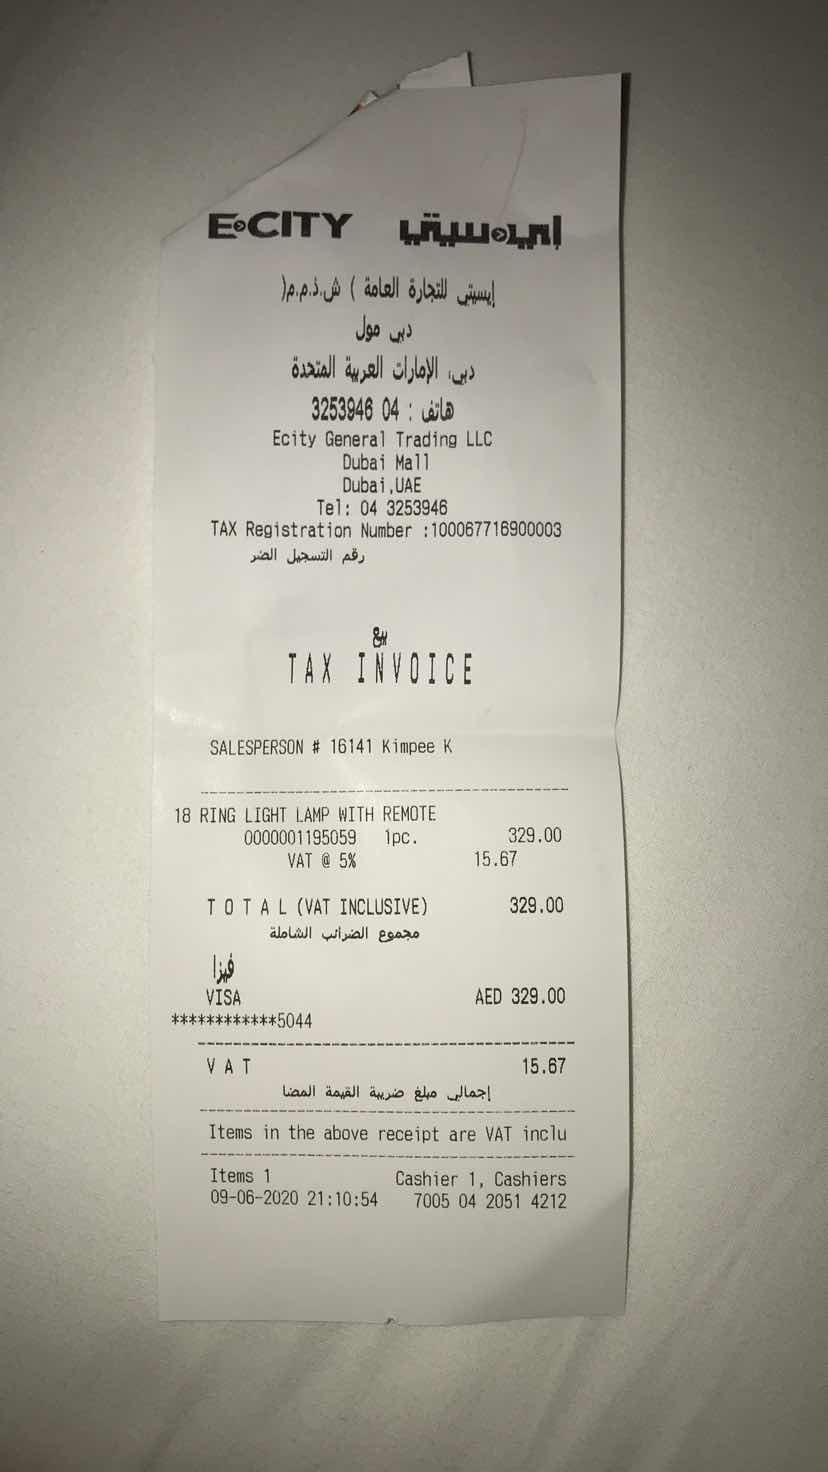 E-CITY إي-سيتي
إيسيتي للتجارة العامة ) ش.ذ.م.م(
دبي مول
دبي، الإمارات العربية المتحدة
هاتف : 04 3253946
Ecity General Trading LLC
Dubai Mall
Dubai,UAE
Tel: 04 3253946
TAX Registration Number :100067716900003
رقم التسجيل الضر
بيع
TAX INVOICE
SALESPERSON # 16141 Kimpee K
18 RING LIGHT LAMP WITH REMOTE
0000001195059 1pc. 329.00
VAT @ 5% 15.67
T O T A L (VAT INCLUSIVE) 329.00
مجموع الضرائب الشاملة
فيزا
VISA AED 329.00
************5044
V A T 15.67
إجمالي مبلغ ضريبة القيمة المضا
Items in the above receipt are VAT inclu
Items 1 Cashier 1, Cashiers
09-06-2020 21:10:54 7005 04 2051 4212